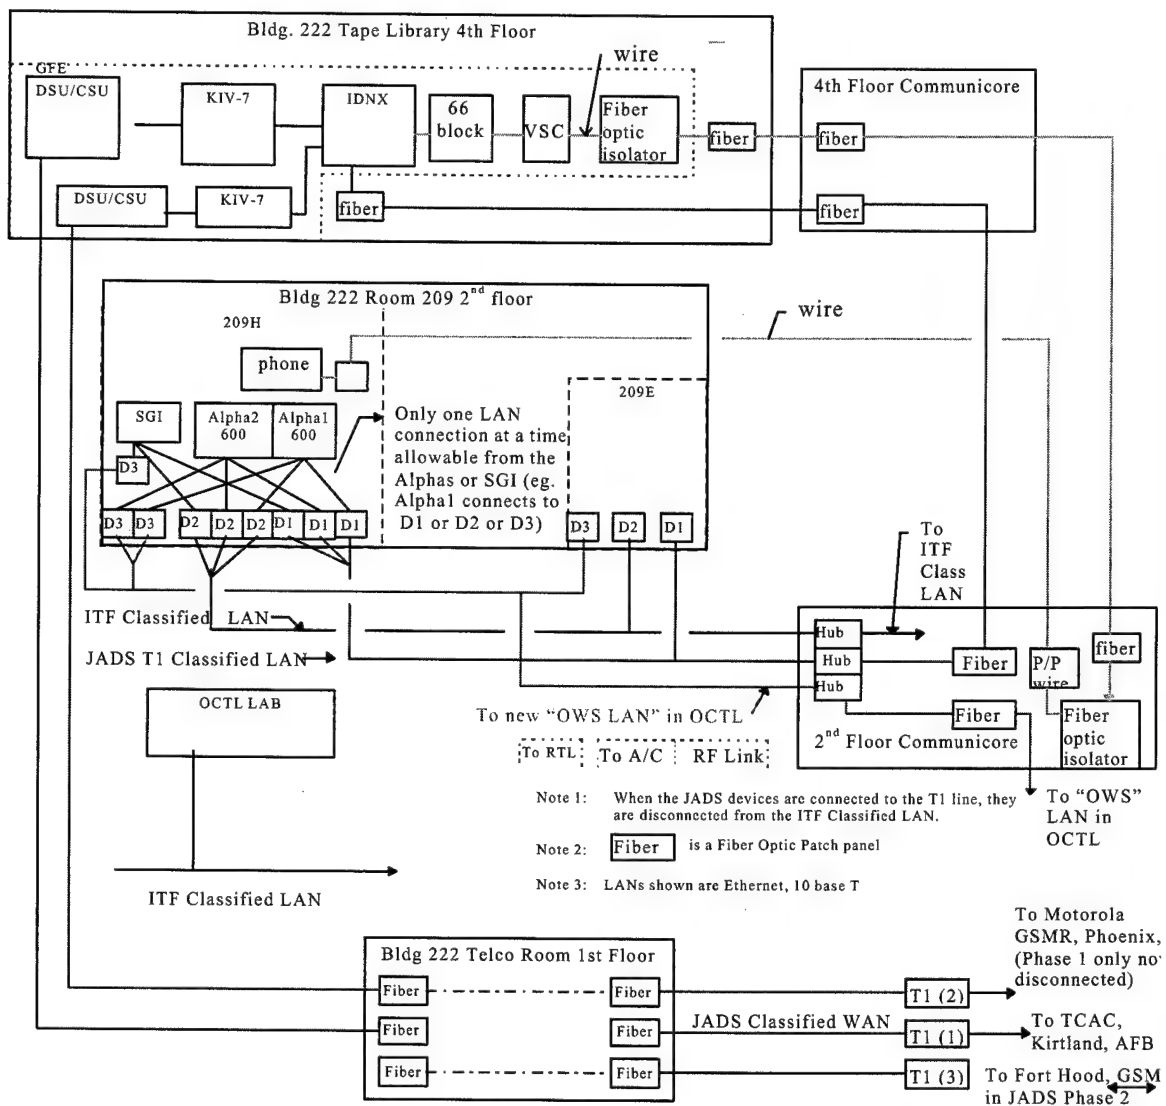 Bldg. 222 Tape Library 4th Floor
wire
GFE
DSU/CSU
KIV-7
IDNX
66
block
VSC
Fiber
optic
isolator
fiber
4th Floor Communicore
fiber
DSU/CSU
KIV-7
fiber
fiber
Bldg 222 Room 209 2nd floor
209H
wire
phone
209E
SGI
Alpha2
600
Alpha1
600
Only one LAN
connection at a time
allowable from the
Alphas or SGI (eg.
Alpha1 connects to
D1 or D2 or D3)
D3
D3 D3 D2 D2 D2 D1 D1 D1
D3 D2 D1
To
ITF
Class
LAN
ITF Classified LAN
JADS T1 Classified LAN
Hub
Hub
Hub
Fiber
P/P
wire
fiber
OCTL LAB
To new “OWS LAN” in OCTL
Fiber
2nd Floor Communicore
Fiber
optic
isolator
To RTL To A/C RF Link
Note 1: When the JADS devices are connected to the T1 line, they
are disconnected from the ITF Classified LAN.
To “OWS”
LAN in
OCTL
Note 2: Fiber is a Fiber Optic Patch panel
Note 3: LANs shown are Ethernet, 10 base T
ITF Classified LAN
To Motorola
GSMR, Phoenix,
(Phase 1 only no
disconnected)
Bldg 222 Telco Room 1st Floor
Fiber Fiber T1 (2)
Fiber Fiber JADS Classified WAN T1 (1)
To TCAC,
Kirtland, AFB
Fiber Fiber T1 (3)
To Fort Hood, GSM
in JADS Phase 2